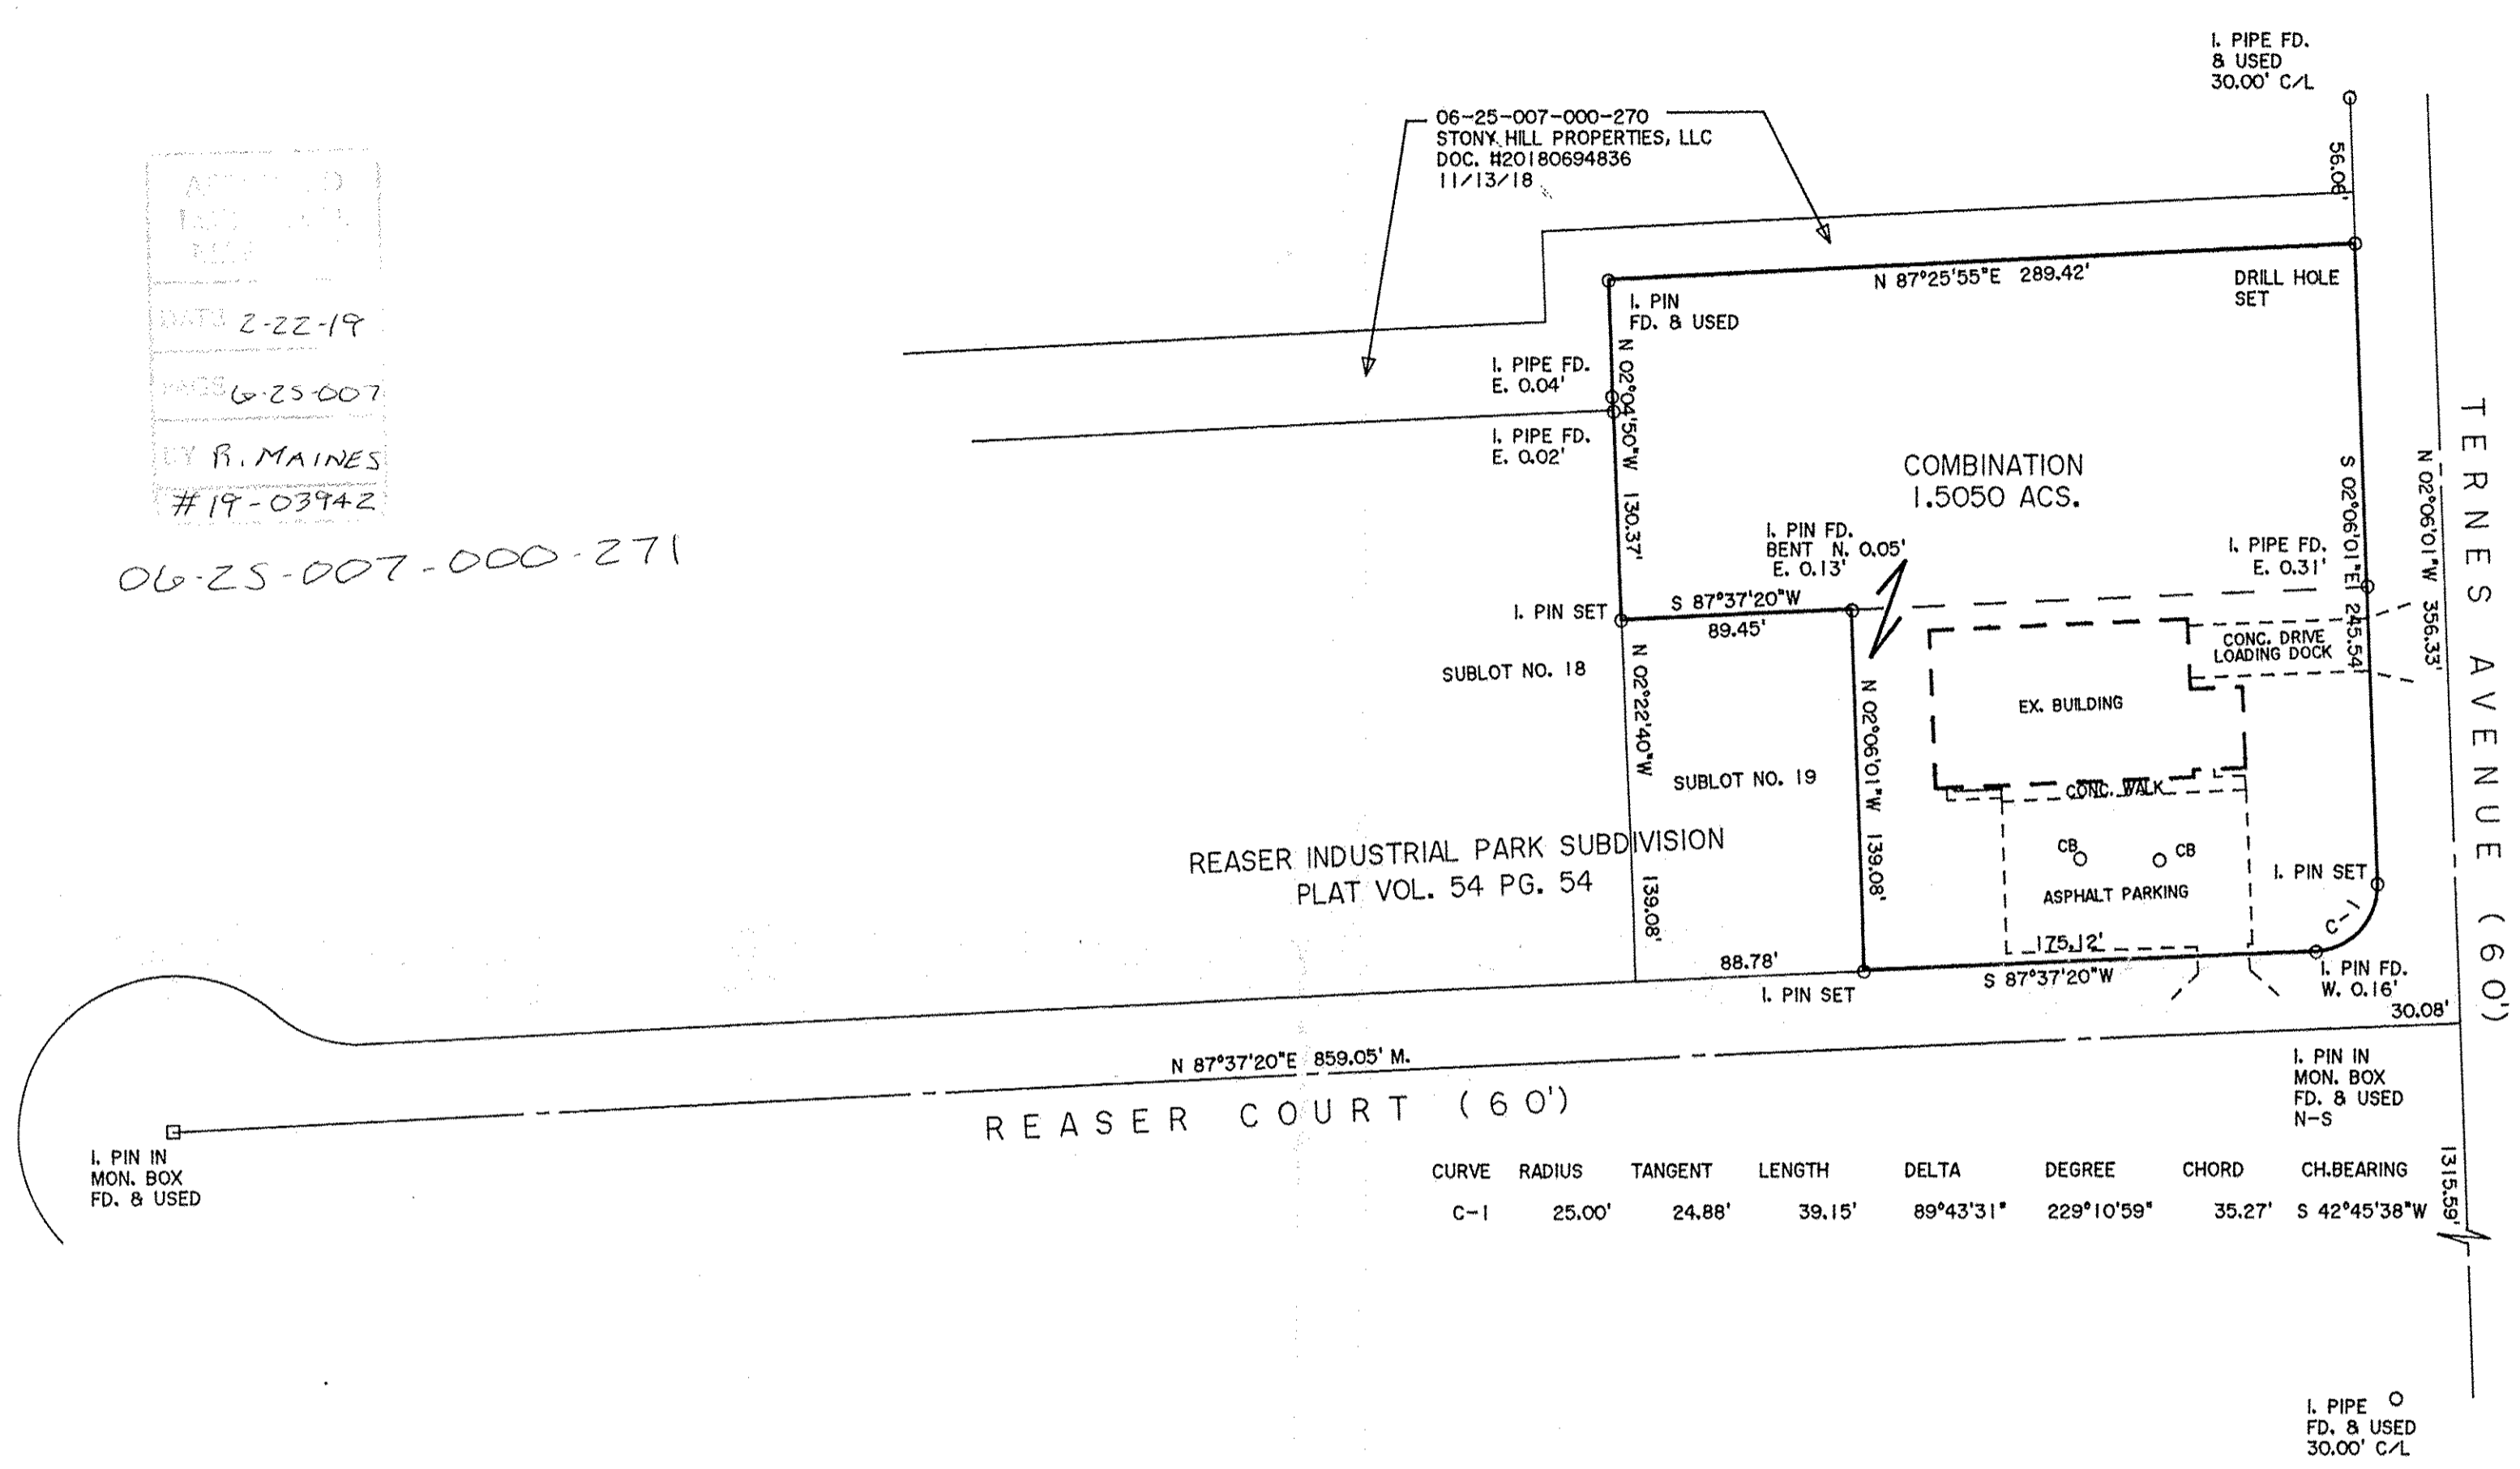 I. PIPE FD.
& USED
30.00' C/L
56.06'
06-25-007-000-270
STONY HILL PROPERTIES, LLC
DOC. #20180694836
11/13/18
N 87°25'55"E 289.42'
DRILL HOLE
SET
I. PIN
FD. & USED
DATE 2-22-19
PAGE 6-25-007
BY R. MAINES
#19-03942
06-25-007-000-271
I. PIPE FD.
E. 0.04'
I. PIPE FD.
E. 0.02'
N 02°04'50"W 130.37'
COMBINATION
1.5050 ACS.
S 02°06'01"E 245.54'
N 02°06'01"W 356.33'
TERNES AVENUE (60')
I. PIN FD.
BENT N. 0.05'
E. 0.13'
I. PIPE FD.
E. 0.31'
I. PIN SET
S 87°37'20"W
89.45'
CONC. DRIVE
LOADING DOCK
SUBLOT NO. 18
N 02°22'40"W 139.08'
N 02°06'01"W 139.08'
EX. BUILDING
SUBLOT NO. 19
CONC. WALK
REASER INDUSTRIAL PARK SUBDIVISION
PLAT VOL. 54 PG. 54
CB
CB
ASPHALT PARKING
I. PIN SET
C-1
175.12'
S 87°37'20"W
88.78'
I. PIN SET
I. PIN FD.
W. 0.16'
30.08'
N 87°37'20"E 859.05' M.
REASER COURT (60')
I. PIN IN
MON. BOX
FD. & USED
N-S
I. PIN IN
MON. BOX
FD. & USED
CURVE RADIUS TANGENT LENGTH DELTA DEGREE CHORD CH.BEARING
C-1 25.00' 24.88' 39.15' 89°43'31" 229°10'59" 35.27' S 42°45'38"W
1315.59'
I. PIPE
FD. & USED
30.00' C/L